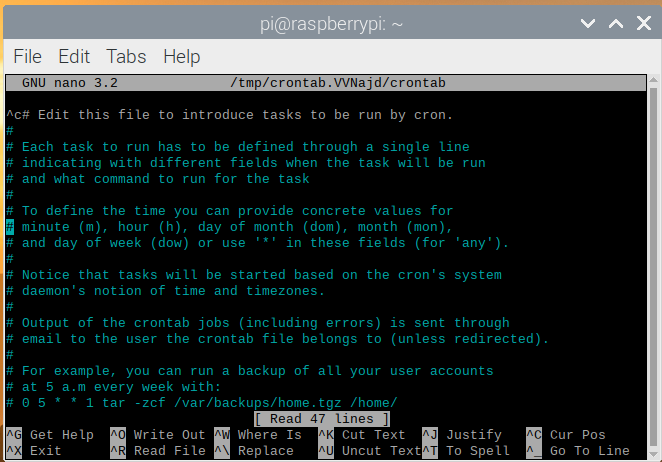 pi@raspberrypi: ~
File Edit Tabs Help
GNU nano 3.2 /tmp/crontab.VVNajd/crontab
^c# Edit this file to introduce tasks to be run by cron.
#
# Each task to run has to be defined through a single line
# indicating with different fields when the task will be run
# and what command to run for the task
#
# To define the time you can provide concrete values for
# minute (m), hour (h), day of month (dom), month (mon),
# and day of week (dow) or use '*' in these fields (for 'any').
#
# Notice that tasks will be started based on the cron's system
# daemon's notion of time and timezones.
#
# Output of the crontab jobs (including errors) is sent through
# email to the user the crontab file belongs to (unless redirected).
#
# For example, you can run a backup of all your user accounts
# at 5 a.m every week with:
# 0 5 * * 1 tar -zcf /var/backups/home.tgz /home/
[ Read 47 lines ]
^G Get Help ^O Write Out ^W Where Is ^K Cut Text ^J Justify ^C Cur Pos
^X Exit ^R Read File ^\ Replace ^U Uncut Text ^T To Spell ^_ Go To Line